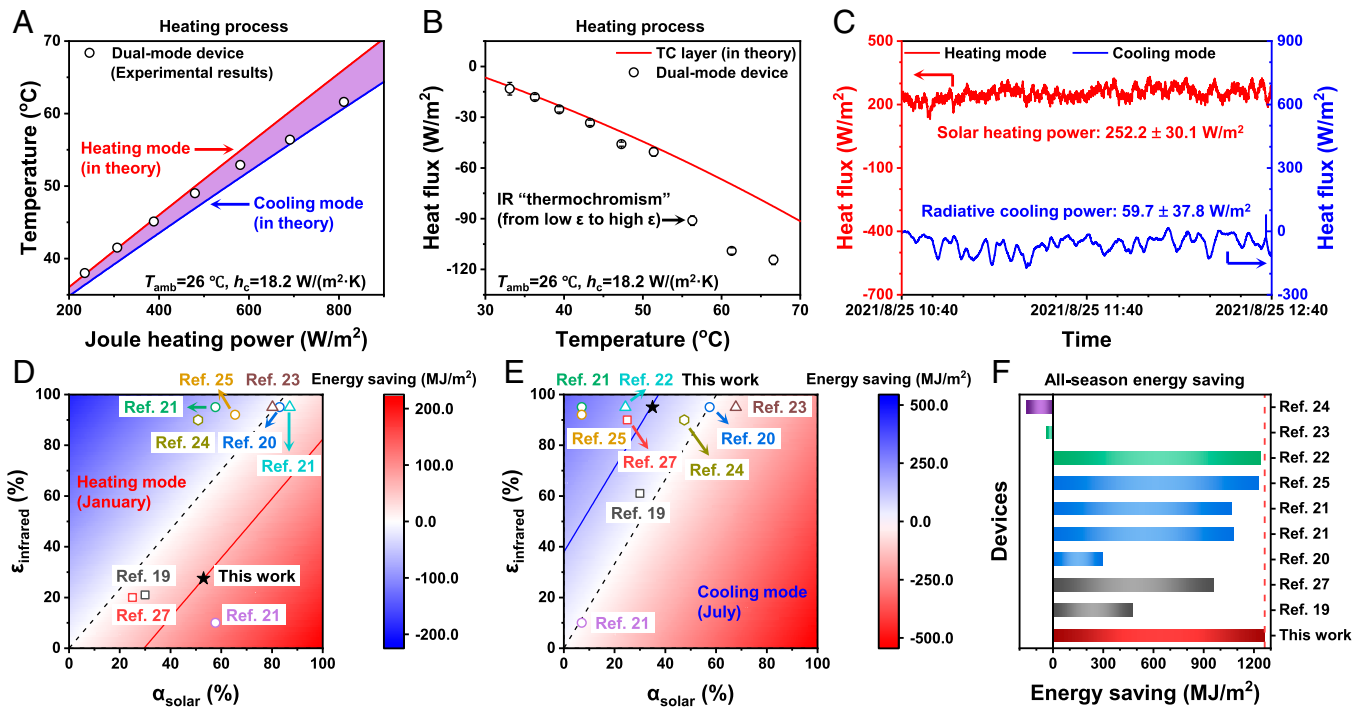 A
Heating process
Dual-mode device
(Experimental results)
Heating mode
(in theory)
Cooling mode
(in theory)
T_amb=26 ℃, h_c=18.2 W/(m²·K)
70
60
50
40
200
400
600
800
Temperature (°C)
Joule heating power (W/m²)
B
Heating process
TC layer (in theory)
Dual-mode device
IR “thermochromism”
(from low ε to high ε)
T_amb=26 ℃, h_c=18.2 W/(m²·K)
0
-30
-60
-90
-120
30
40
50
60
70
Heat flux (W/m²)
Temperature (°C)
C
Heating mode
Cooling mode
Solar heating power: 252.2 ± 30.1 W/m²
Radiative cooling power: 59.7 ± 37.8 W/m²
500
200
-100
-400
-700
900
600
300
0
-300
2021/8/25 10:40
2021/8/25 11:40
2021/8/25 12:40
Heat flux (W/m²)
Heat flux (W/m²)
Time
D
Ref. 25
Ref. 23
Energy saving (MJ/m²)
Ref. 21
Ref. 24
Ref. 20
Ref. 21
Heating mode
(January)
Ref. 19
This work
Ref. 27
Ref. 21
100
80
60
40
20
0
0
20
40
60
80
100
ε_infrared (%)
α_solar (%)
200.0
100.0
0.0
-100.0
-200.0
E
Ref. 21
Ref. 22
This work
Energy saving (MJ/m²)
Ref. 23
Ref. 25
Ref. 20
Ref. 27
Ref. 24
Ref. 19
Cooling mode
(July)
Ref. 21
100
80
60
40
20
0
0
20
40
60
80
100
ε_infrared (%)
α_solar (%)
500.0
250.0
0.0
-250.0
-500.0
F
All-season energy saving
Ref. 24
Ref. 23
Ref. 22
Ref. 25
Ref. 21
Ref. 21
Ref. 20
Ref. 27
Ref. 19
This work
Devices
0
300
600
900
1200
Energy saving (MJ/m²)